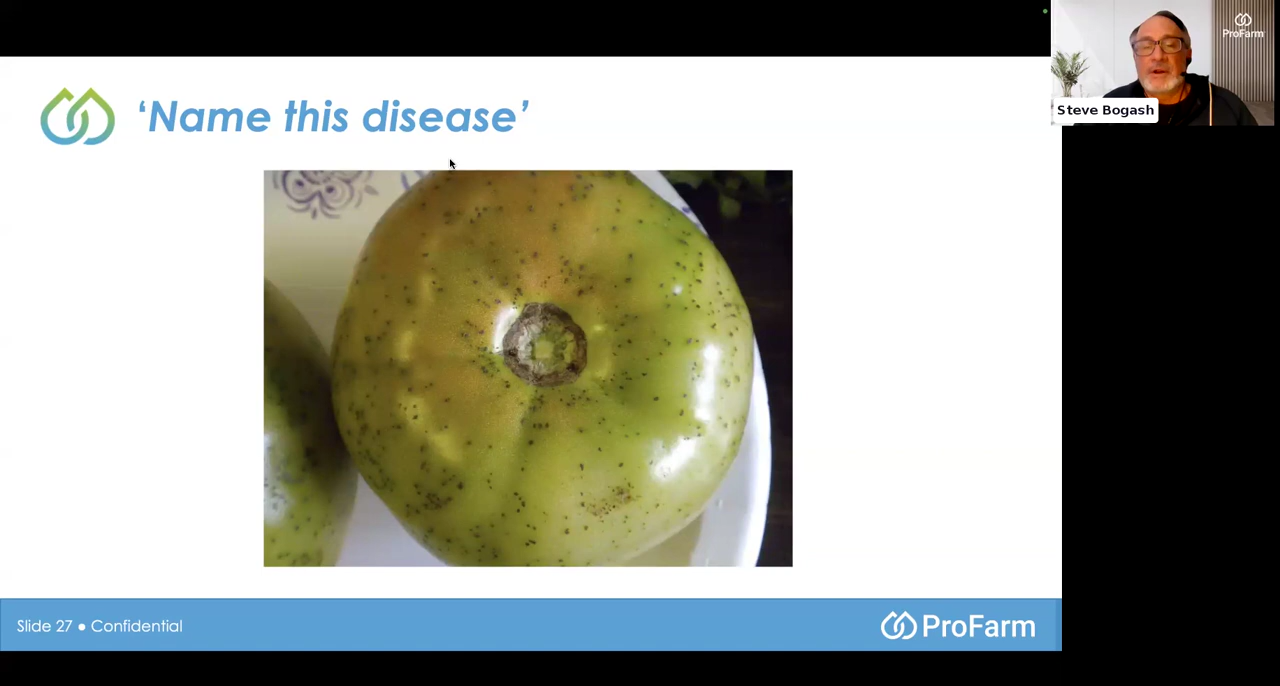 ProFarm
Steve Bogash
‘Name this disease’
Slide 27 ● Confidential
ProFarm